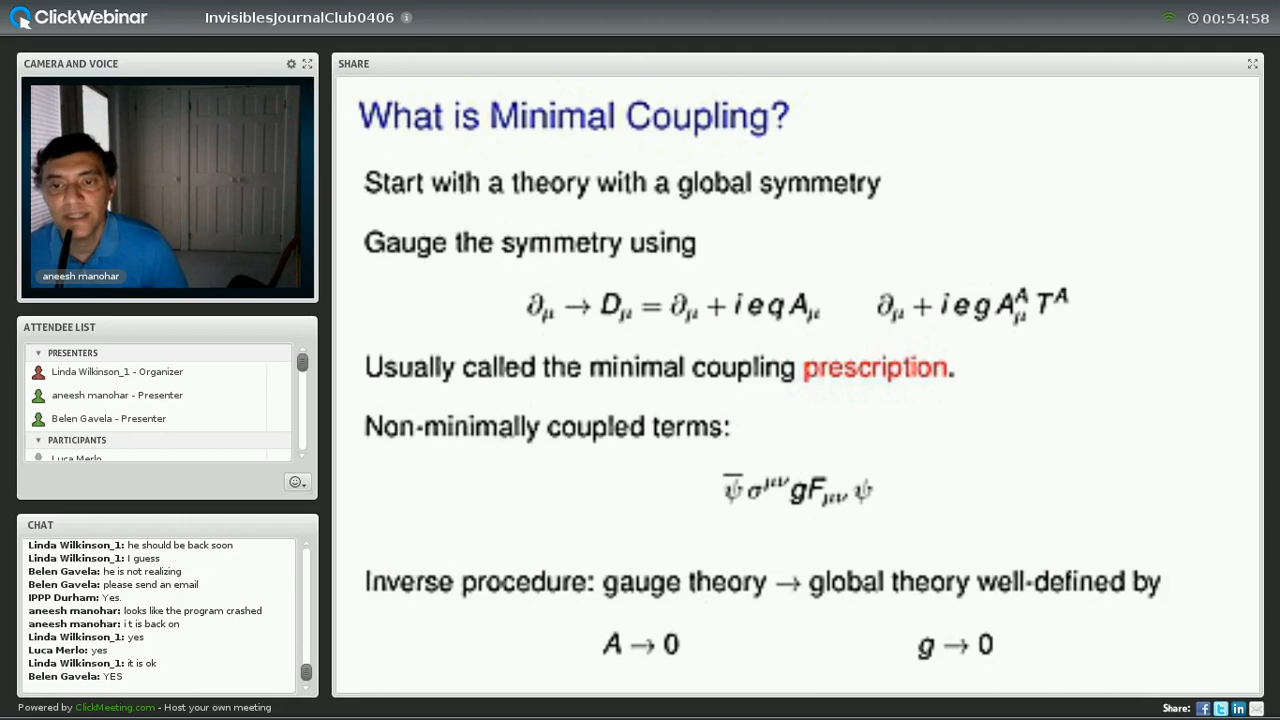 ClickWebinar
InvisiblesJournalClub0406
00:54:58
CAMERA AND VOICE
aneesh manohar
ATTENDEE LIST
PRESENTERS
Linda Wilkinson_1 - Organizer
aneesh manohar - Presenter
Belen Gavela - Presenter
PARTICIPANTS
Luca Merlo
CHAT
Linda Wilkinson_1: he should be back soon
Linda Wilkinson_1: I guess
Belen Gavela: he is not realizing
Belen Gavela: please send an email
IPPP Durham: Yes.
aneesh manohar: looks like the program crashed
aneesh manohar: i t is back on
Linda Wilkinson_1: yes
Luca Merlo: yes
Linda Wilkinson_1: it is ok
Belen Gavela: YES
SHARE
What is Minimal Coupling?
Start with a theory with a global symmetry
Gauge the symmetry using
∂_μ → D_μ = ∂_μ + i e q A_μ    ∂_μ + i e g A^A_μ T^A
Usually called the minimal coupling prescription.
Non-minimally coupled terms:
ψ̅ σ^{μν} gF_{μν} ψ
Inverse procedure: gauge theory → global theory well-defined by
A → 0    g → 0
Powered by ClickMeeting.com - Host your own meeting
Share: